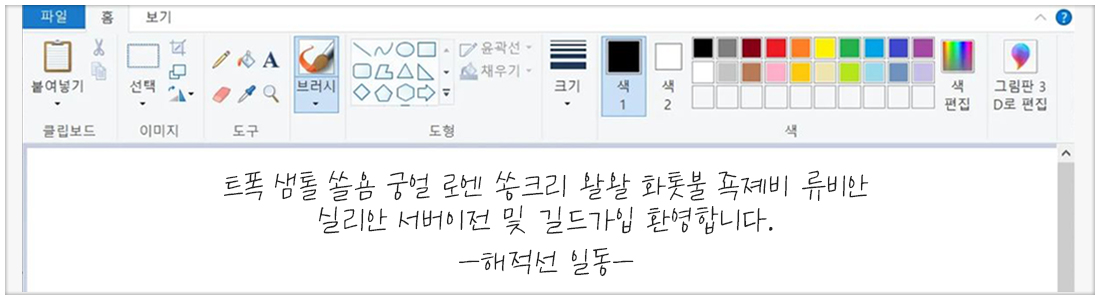 파일 홈 보기
붙여넣기 선택 A 브러시 윤곽선 채우기 크기 색 1 색 2 색 편집 그림판 3D로 편집
클립보드 이미지 도구 도형 색
트폭 샘톨 쏠욤 궁얼 로엔 쏭크리 왈왈 화톳불 죡졔비 류비안
실리안 서버이전 및 길드가입 환영합니다.
-해적선 일동-